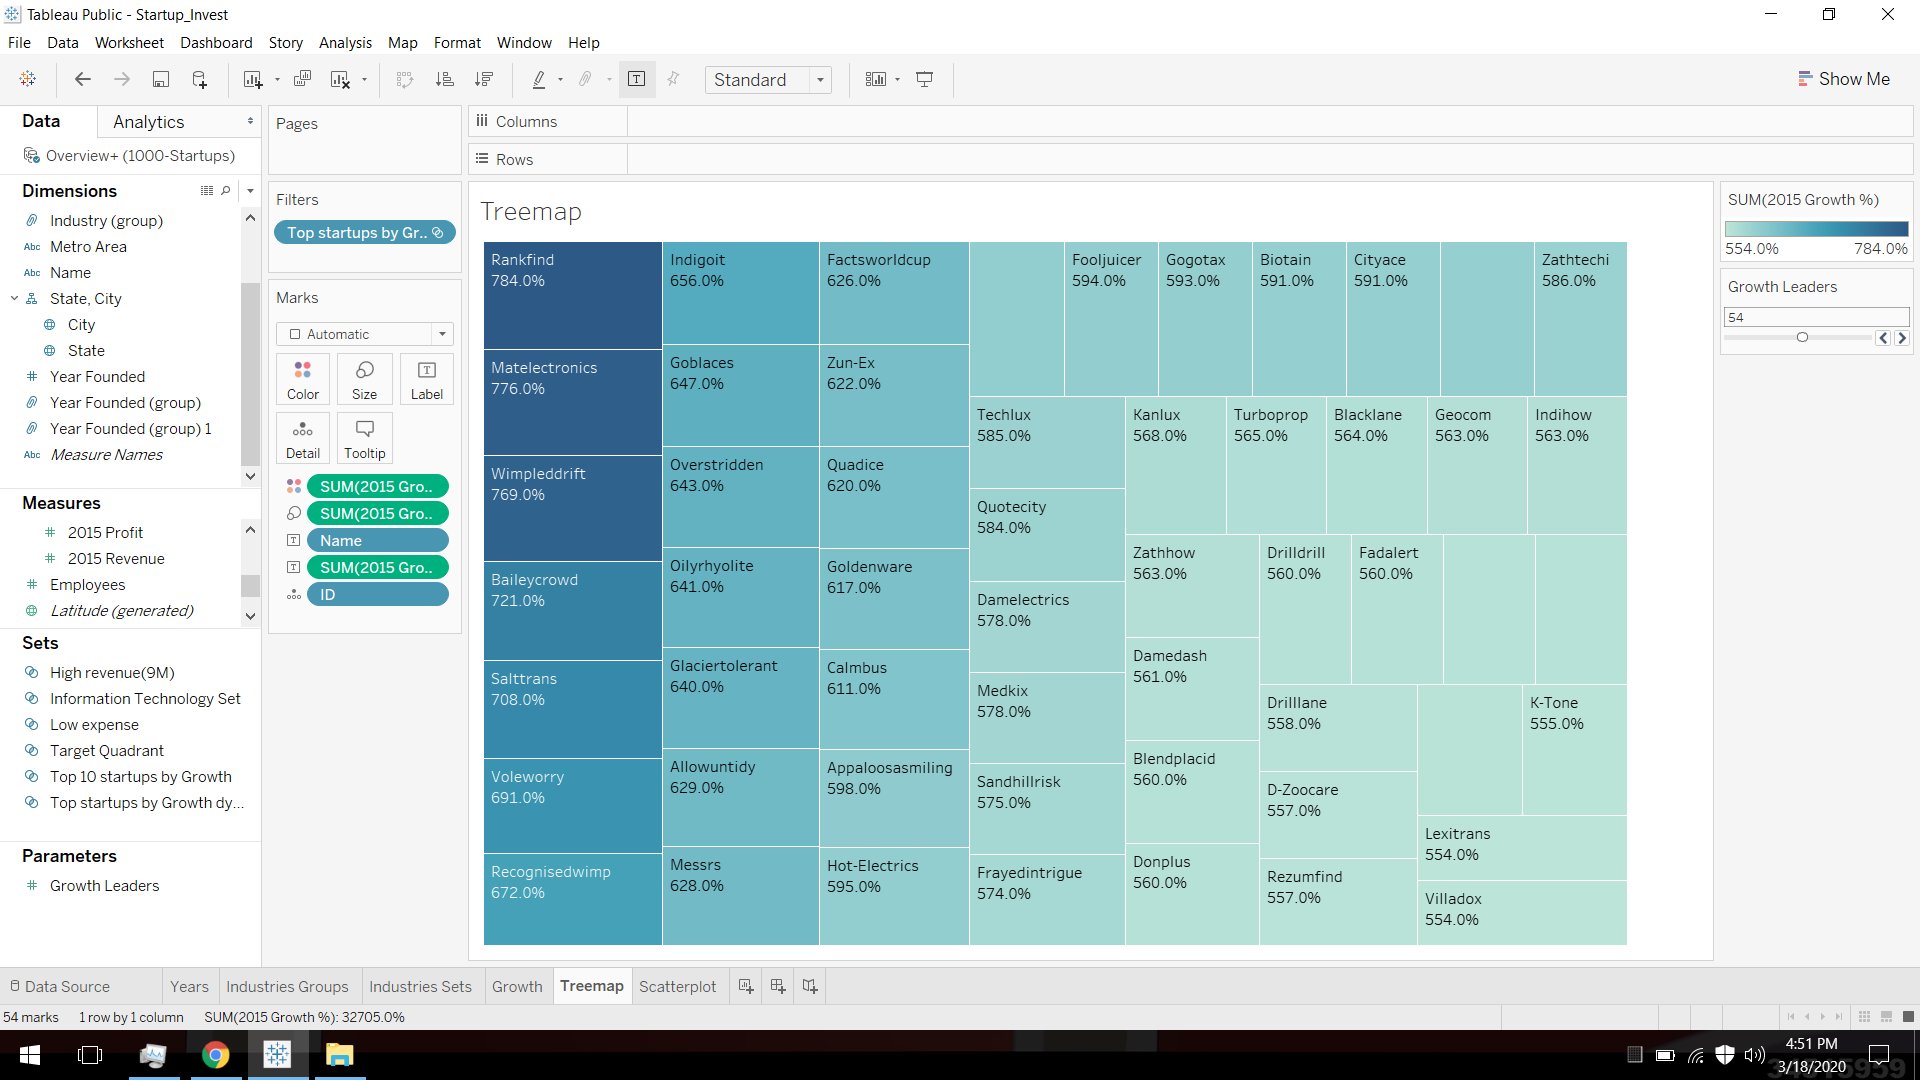 Tableau Public - Startup_Invest
File Data Worksheet Dashboard Story Analysis Map Format Window Help
Standard
Show Me
Data Analytics
Overview+ (1000-Startups)
Dimensions
Industry (group)
Abc Metro Area
Abc Name
State, City
City
State
# Year Founded
Year Founded (group)
Year Founded (group) 1
Abc Measure Names
Measures
# 2015 Profit
# 2015 Revenue
# Employees
Latitude (generated)
Sets
High revenue(9M)
Information Technology Set
Low expense
Target Quadrant
Top 10 startups by Growth
Top startups by Growth dy...
Parameters
# Growth Leaders
Pages
Filters
Top startups by Gr..
Marks
Automatic
Color Size Label
Detail Tooltip
SUM(2015 Gro..
SUM(2015 Gro..
Name
SUM(2015 Gro..
ID
Columns
Rows
Treemap
Rankfind
784.0%
Matelectronics
776.0%
Wimpleddrift
769.0%
Baileycrowd
721.0%
Salttrans
708.0%
Voleworry
691.0%
Recognisedwimp
672.0%
Indigoit
656.0%
Goblaces
647.0%
Overstridden
643.0%
Oilyrhyolite
641.0%
Glaciertolerant
640.0%
Allowuntidy
629.0%
Messrs
628.0%
Factsworldcup
626.0%
Zun-Ex
622.0%
Quadice
620.0%
Goldenware
617.0%
Calmbus
611.0%
Appaloosasmiling
598.0%
Hot-Electrics
595.0%
Fooljuicer
594.0%
Gogotax
593.0%
Biotain
591.0%
Cityace
591.0%
Zathtechi
586.0%
Techlux
585.0%
Quotecity
584.0%
Damelectrics
578.0%
Medkix
578.0%
Sandhillrisk
575.0%
Frayedintrigue
574.0%
Kanlux
568.0%
Turboprop
565.0%
Blacklane
564.0%
Geocom
563.0%
Indihow
563.0%
Zathhow
563.0%
Damedash
561.0%
Blendplacid
560.0%
Donplus
560.0%
Drilldrill
560.0%
Fadalert
560.0%
Drilllane
558.0%
D-Zoocare
557.0%
Rezumfind
557.0%
K-Tone
555.0%
Lexitrans
554.0%
Villadox
554.0%
SUM(2015 Growth %)
554.0% 784.0%
Growth Leaders
54
Data Source Years Industries Groups Industries Sets Growth Treemap Scatterplot
54 marks 1 row by 1 column SUM(2015 Growth %): 32705.0%
4:51 PM
3/18/2020